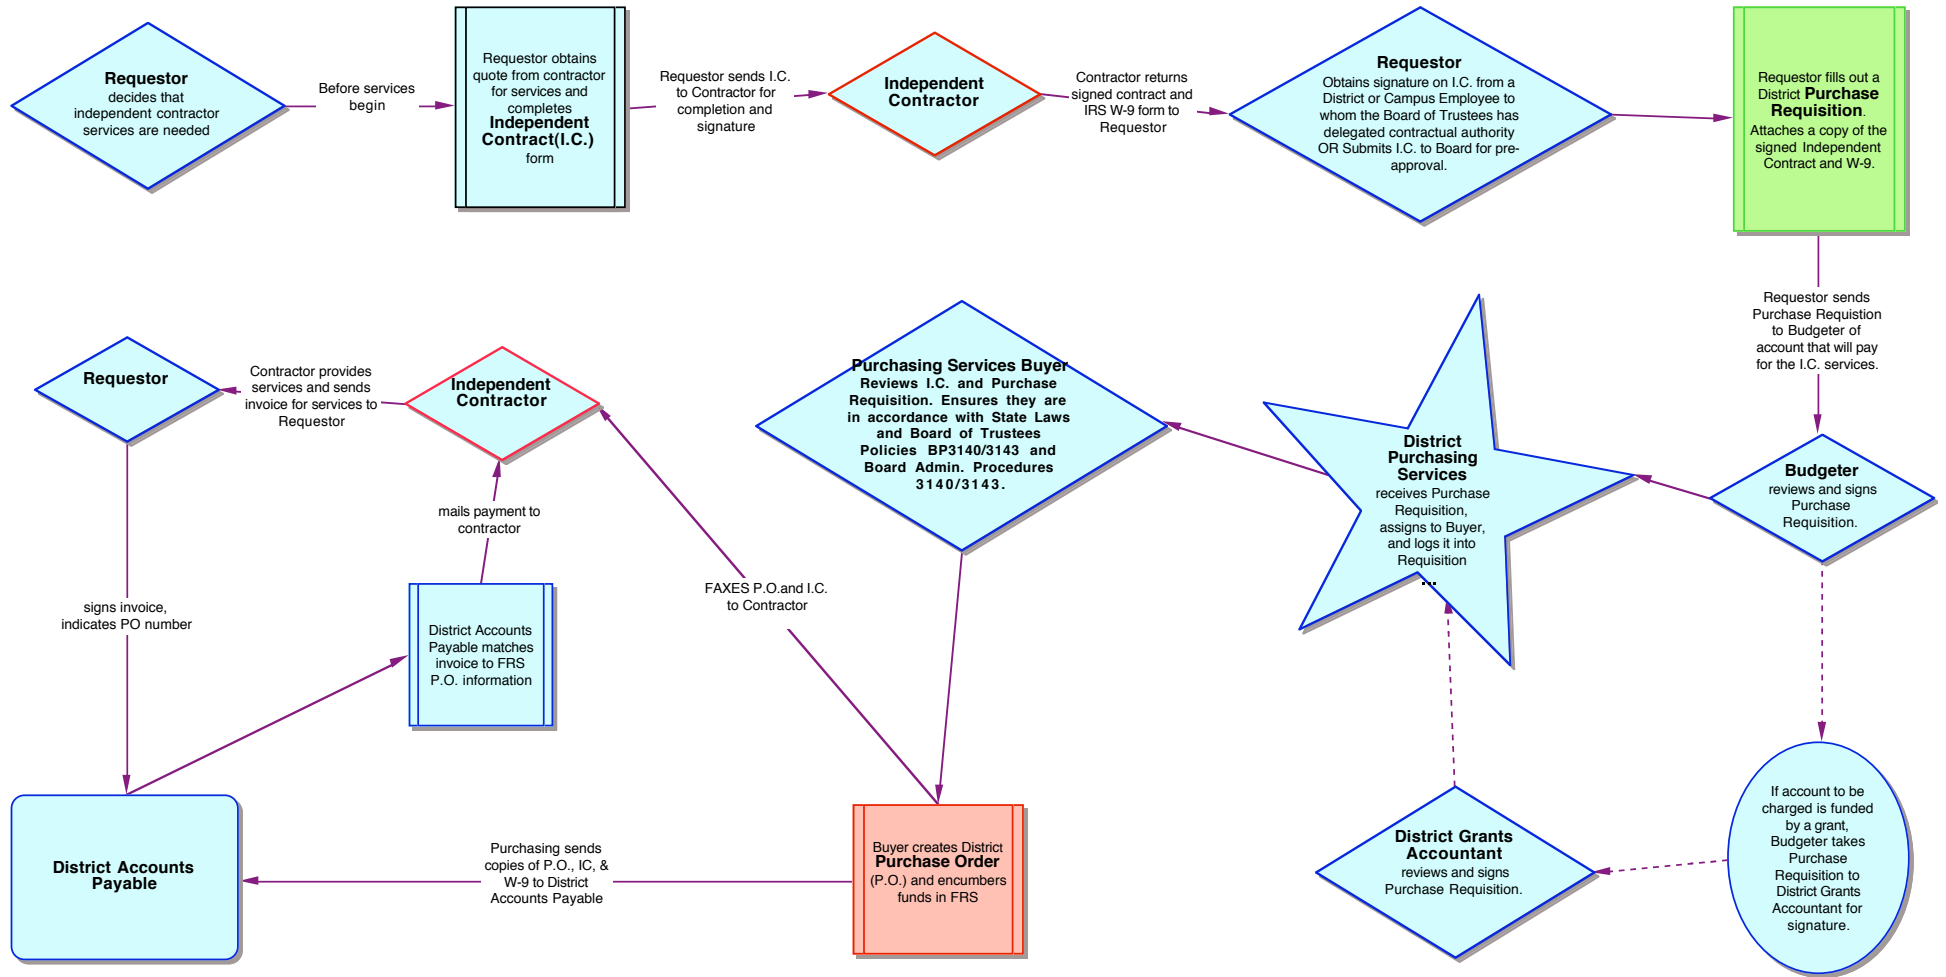 Requestor
decides that
independent contractor
services are needed
Before services
begin
Requestor obtains
quote from contractor
for services and
completes
Independent
Contract(I.C.)
form
Requestor sends I.C.
to Contractor for
completion and
signature
Independent
Contractor
Contractor returns
signed contract and
IRS W-9 form to
Requestor
Requestor
Obtains signature on I.C. from a
District or Campus Employee to
whom the Board of Trustees has
delegated contractual authority
OR Submits I.C. to Board for pre-
approval.
Requestor fills out a
District Purchase
Requisition.
Attaches a copy of the
signed Independent
Contract and W-9.
Requestor sends
Purchase Requistion
to Budgeter of
account that will pay
for the I.C. services.
Budgeter
reviews and signs
Purchase
Requisition.
If account to be
charged is funded
by a grant,
Budgeter takes
Purchase
Requisition to
District Grants
Accountant for
signature.
District Grants
Accountant
reviews and signs
Purchase Requisition.
District
Purchasing
Services
receives Purchase
Requisition,
assigns to Buyer,
and logs it into
Requisition
...
Purchasing Services Buyer
Reviews I.C. and Purchase
Requisition. Ensures they are
in accordance with State Laws
and Board of Trustees
Policies BP3140/3143 and
Board Admin. Procedures
3140/3143.
Buyer creates District
Purchase Order
(P.O.) and encumbers
funds in FRS
FAXES P.O.and I.C.
to Contractor
Purchasing sends
copies of P.O., IC, &
W-9 to District
Accounts Payable
Independent
Contractor
Contractor provides
services and sends
invoice for services to
Requestor
Requestor
signs invoice,
indicates PO number
District Accounts
Payable
District Accounts
Payable matches
invoice to FRS
P.O. information
mails payment to
contractor